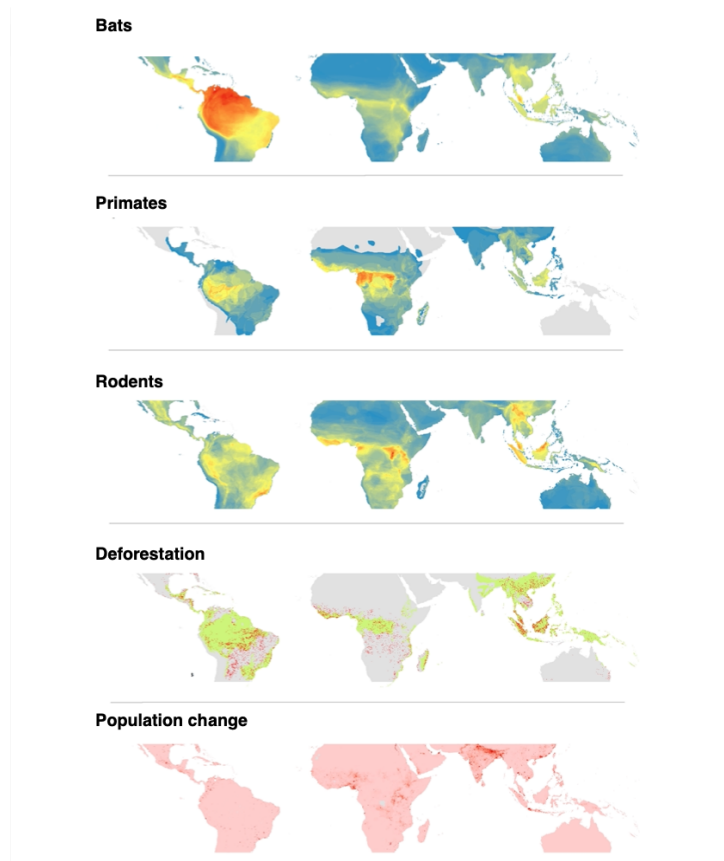 Bats
Primates
Rodents
Deforestation
Population change